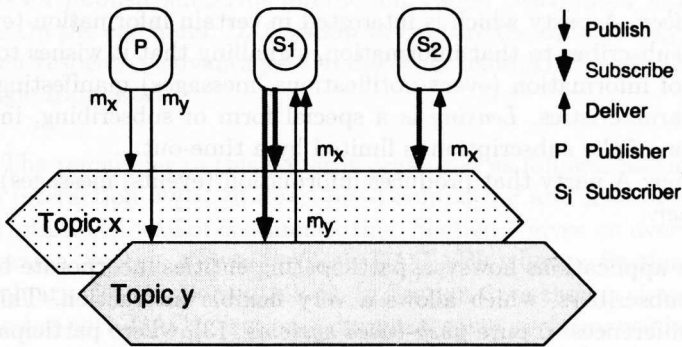 P
S1
S2
mx
my
mx
mx
my
Topic x
Topic y
Publish
Subscribe
Deliver
P Publisher
Si Subscriber